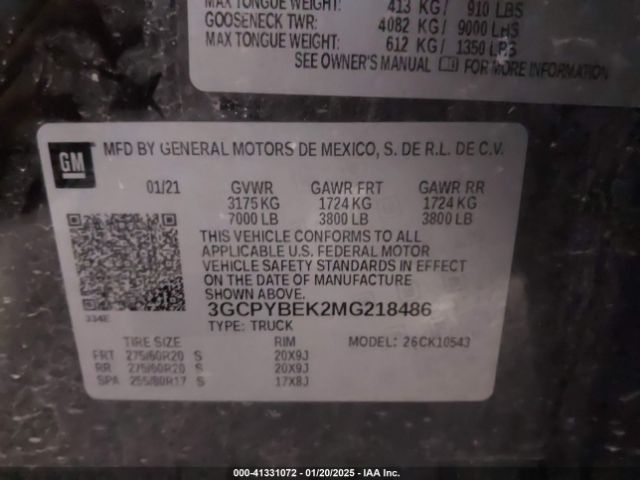 MAX TONGUE WEIGHT: 413 KG/ 910 LBS
GOOSENECK TWR: 4082 KG/ 9000 LBS
MAX TONGUE WEIGHT: 612 KG/ 1350 LBS
SEE OWNER'S MANUAL FOR MORE INFORMATION
GM MFD BY GENERAL MOTORS DE MEXICO, S. DE R.L. DE C.V.
01/21 GVWR GAWR FRT GAWR RR
3175 KG 1724 KG 1724 KG
7000 LB 3800 LB 3800 LB
THIS VEHICLE CONFORMS TO ALL
APPLICABLE U.S. FEDERAL MOTOR
VEHICLE SAFETY STANDARDS IN EFFECT
ON THE DATE OF MANUFACTURE
SHOWN ABOVE.
334E 3GCPYBEK2MG218486
TYPE: TRUCK
TIRE SIZE RIM MODEL: 26CK10543
FRT 275/60R20 S 20X9J
RR 275/60R20 S 20X9J
SPA 255/80R17 S 17X8J
000-41331072 - 01/20/2025 - IAA Inc.